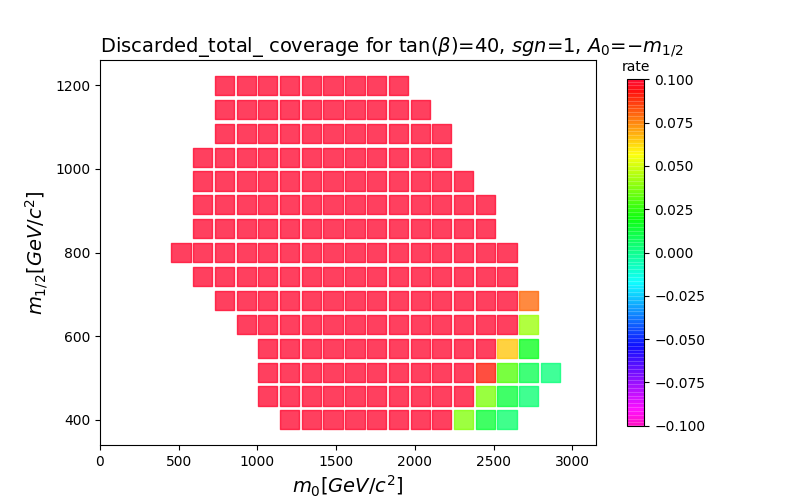 Discarded_total_ coverage for tan(β)=40, sgn=1, A₀=−m₁/₂
rate
0.100
0.075
0.050
0.025
0.000
−0.025
−0.050
−0.075
−0.100
1200
1000
800
600
400
m₁/₂[GeV/c²]
0 500 1000 1500 2000 2500 3000
m₀[GeV/c²]